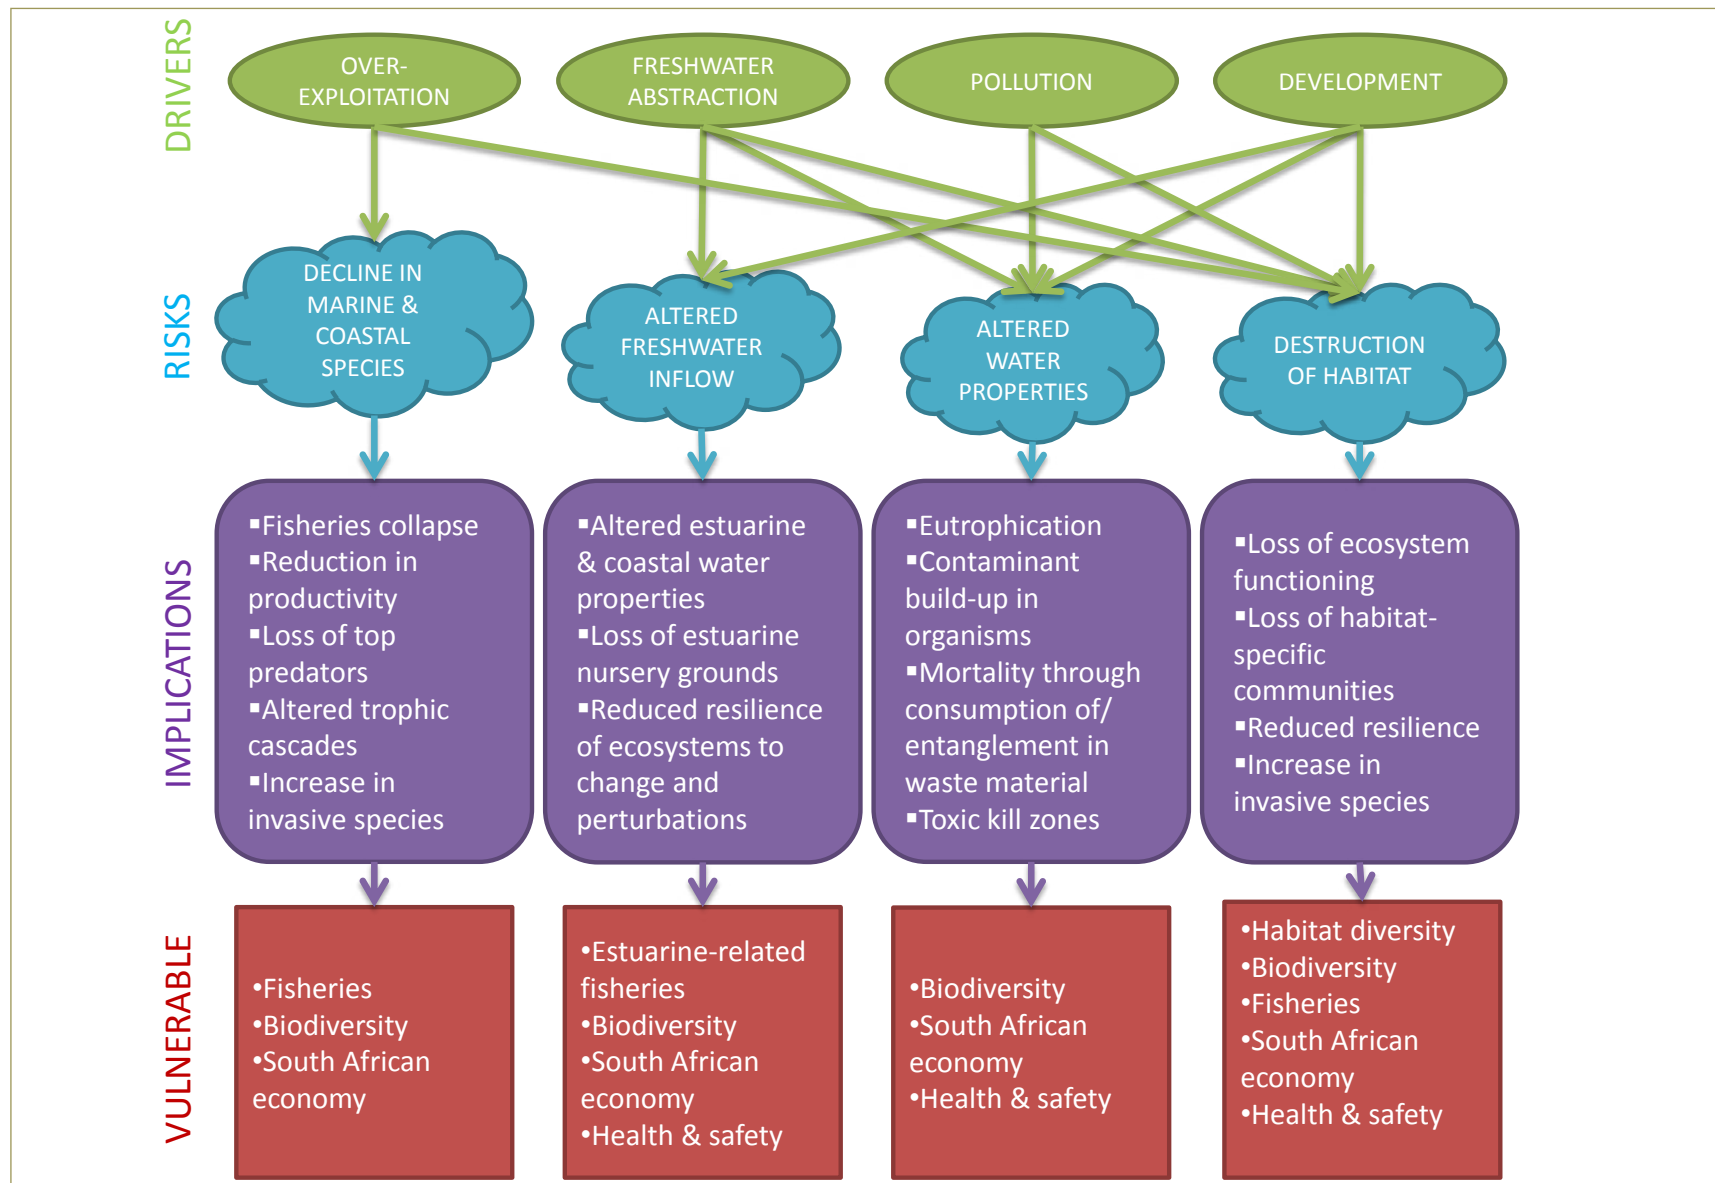 DRIVERS
OVER-
EXPLOITATION
FRESHWATER
ABSTRACTION
POLLUTION
DEVELOPMENT
RISKS
DECLINE IN
MARINE &
COASTAL
SPECIES
ALTERED
FRESHWATER
INFLOW
ALTERED
WATER
PROPERTIES
DESTRUCTION
OF HABITAT
IMPLICATIONS
▪Fisheries collapse
▪Reduction in
productivity
▪Loss of top
predators
▪Altered trophic
cascades
▪Increase in
invasive species
▪Altered estuarine
& coastal water
properties
▪Loss of estuarine
nursery grounds
▪Reduced resilience
of ecosystems to
change and
perturbations
▪Eutrophication
▪Contaminant
build-up in
organisms
▪Mortality through
consumption of/
entanglement in
waste material
▪Toxic kill zones
▪Loss of ecosystem
functioning
▪Loss of habitat-
specific
communities
▪Reduced resilience
▪Increase in
invasive species
VULNERABLE
•Fisheries
•Biodiversity
•South African
economy
•Estuarine-related
fisheries
•Biodiversity
•South African
economy
•Health & safety
•Biodiversity
•South African
economy
•Health & safety
•Habitat diversity
•Biodiversity
•Fisheries
•South African
economy
•Health & safety